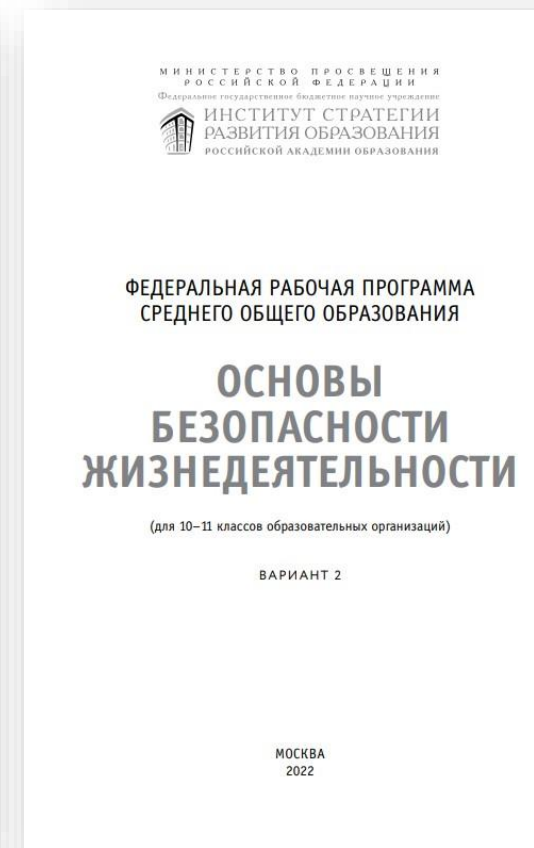 МИНИСТЕРСТВО ПРОСВЕЩЕНИЯ
РОССИЙСКОЙ ФЕДЕРАЦИИ
Федеральное государственное бюджетное научное учреждение
ИНСТИТУТ СТРАТЕГИИ
РАЗВИТИЯ ОБРАЗОВАНИЯ
РОССИЙСКОЙ АКАДЕМИИ ОБРАЗОВАНИЯ
ФЕДЕРАЛЬНАЯ РАБОЧАЯ ПРОГРАММА
СРЕДНЕГО ОБЩЕГО ОБРАЗОВАНИЯ
ОСНОВЫ
БЕЗОПАСНОСТИ
ЖИЗНЕДЕЯТЕЛЬНОСТИ
(для 10–11 классов образовательных организаций)
ВАРИАНТ 2
МОСКВА
2022